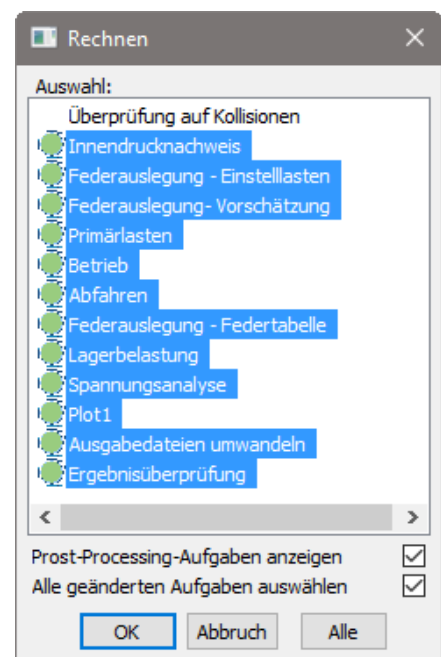 Rechnen
Auswahl:
Überprüfung auf Kollisionen
Innendrucknachweis
Federauslegung - Einstelllasten
Federauslegung- Vorschätzung
Primärlasten
Betrieb
Abfahren
Federauslegung - Federtabelle
Lagerbelastung
Spannungsanalyse
Plot1
Ausgabedateien umwandeln
Ergebnisüberprüfung
Prost-Processing-Aufgaben anzeigen
Alle geänderten Aufgaben auswählen
OK Abbruch Alle